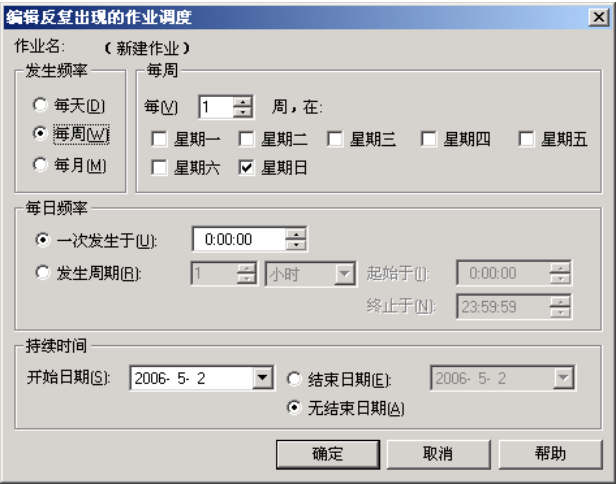 编辑反复出现的作业调度
作业名: （新建作业）
发生频率
每天(D)
每周(W)
每月(M)
每周
每(V) 1 周，在:
星期一 星期二 星期三 星期四 星期五
星期六 星期日
每日频率
一次发生于(U): 0:00:00
发生周期(R): 1 小时 起始于(I): 0:00:00
终止于(N): 23:59:59
持续时间
开始日期(S): 2006- 5- 2 结束日期(E): 2006- 5- 2
无结束日期(A)
确定 取消 帮助